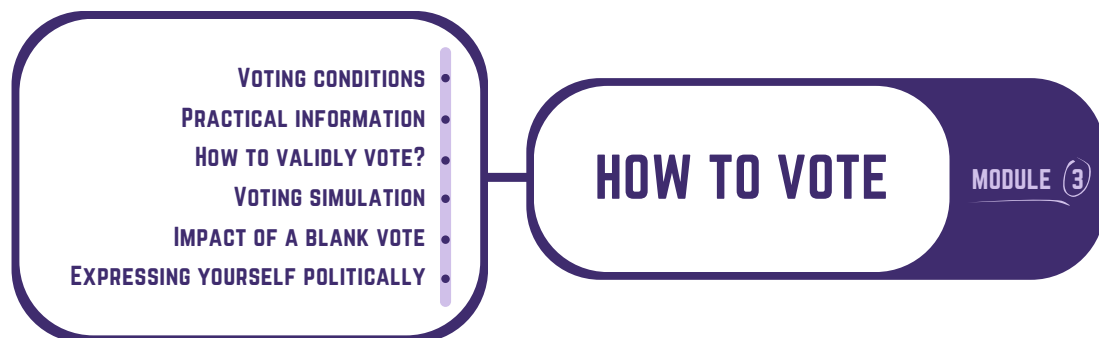 Voting conditions
Practical information
How to validly vote?
Voting simulation
Impact of a blank vote
Expressing yourself politically
HOW TO VOTE
MODULE 3